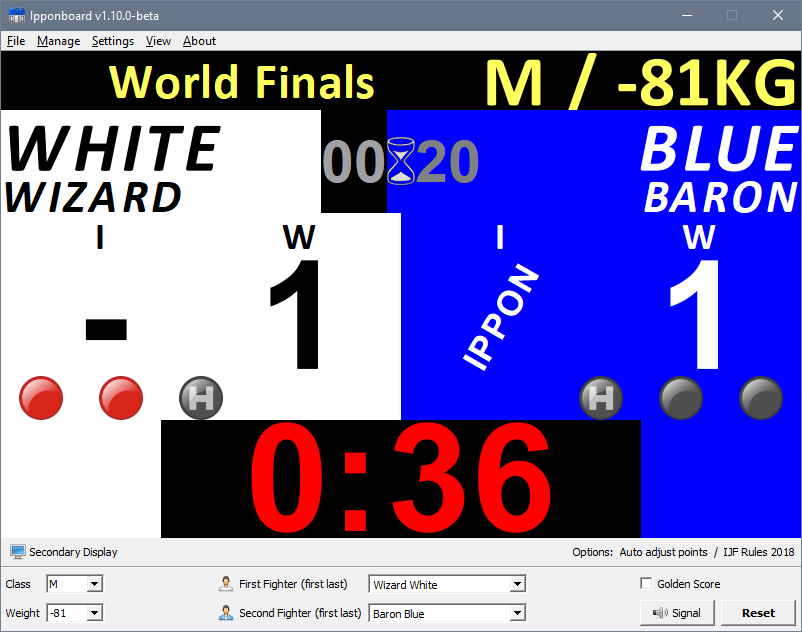 Ipponboard v1.10.0-beta
File Manage Settings View About
World Finals M / -81KG
WHITE 00 20 BLUE
WIZARD BARON
I W I W
- 1 IPPON 1
H H
0:36
Secondary Display Options: Auto adjust points / IJF Rules 2018
Class M First Fighter (first last) Wizard White Golden Score
Weight -81 Second Fighter (first last) Baron Blue Signal Reset